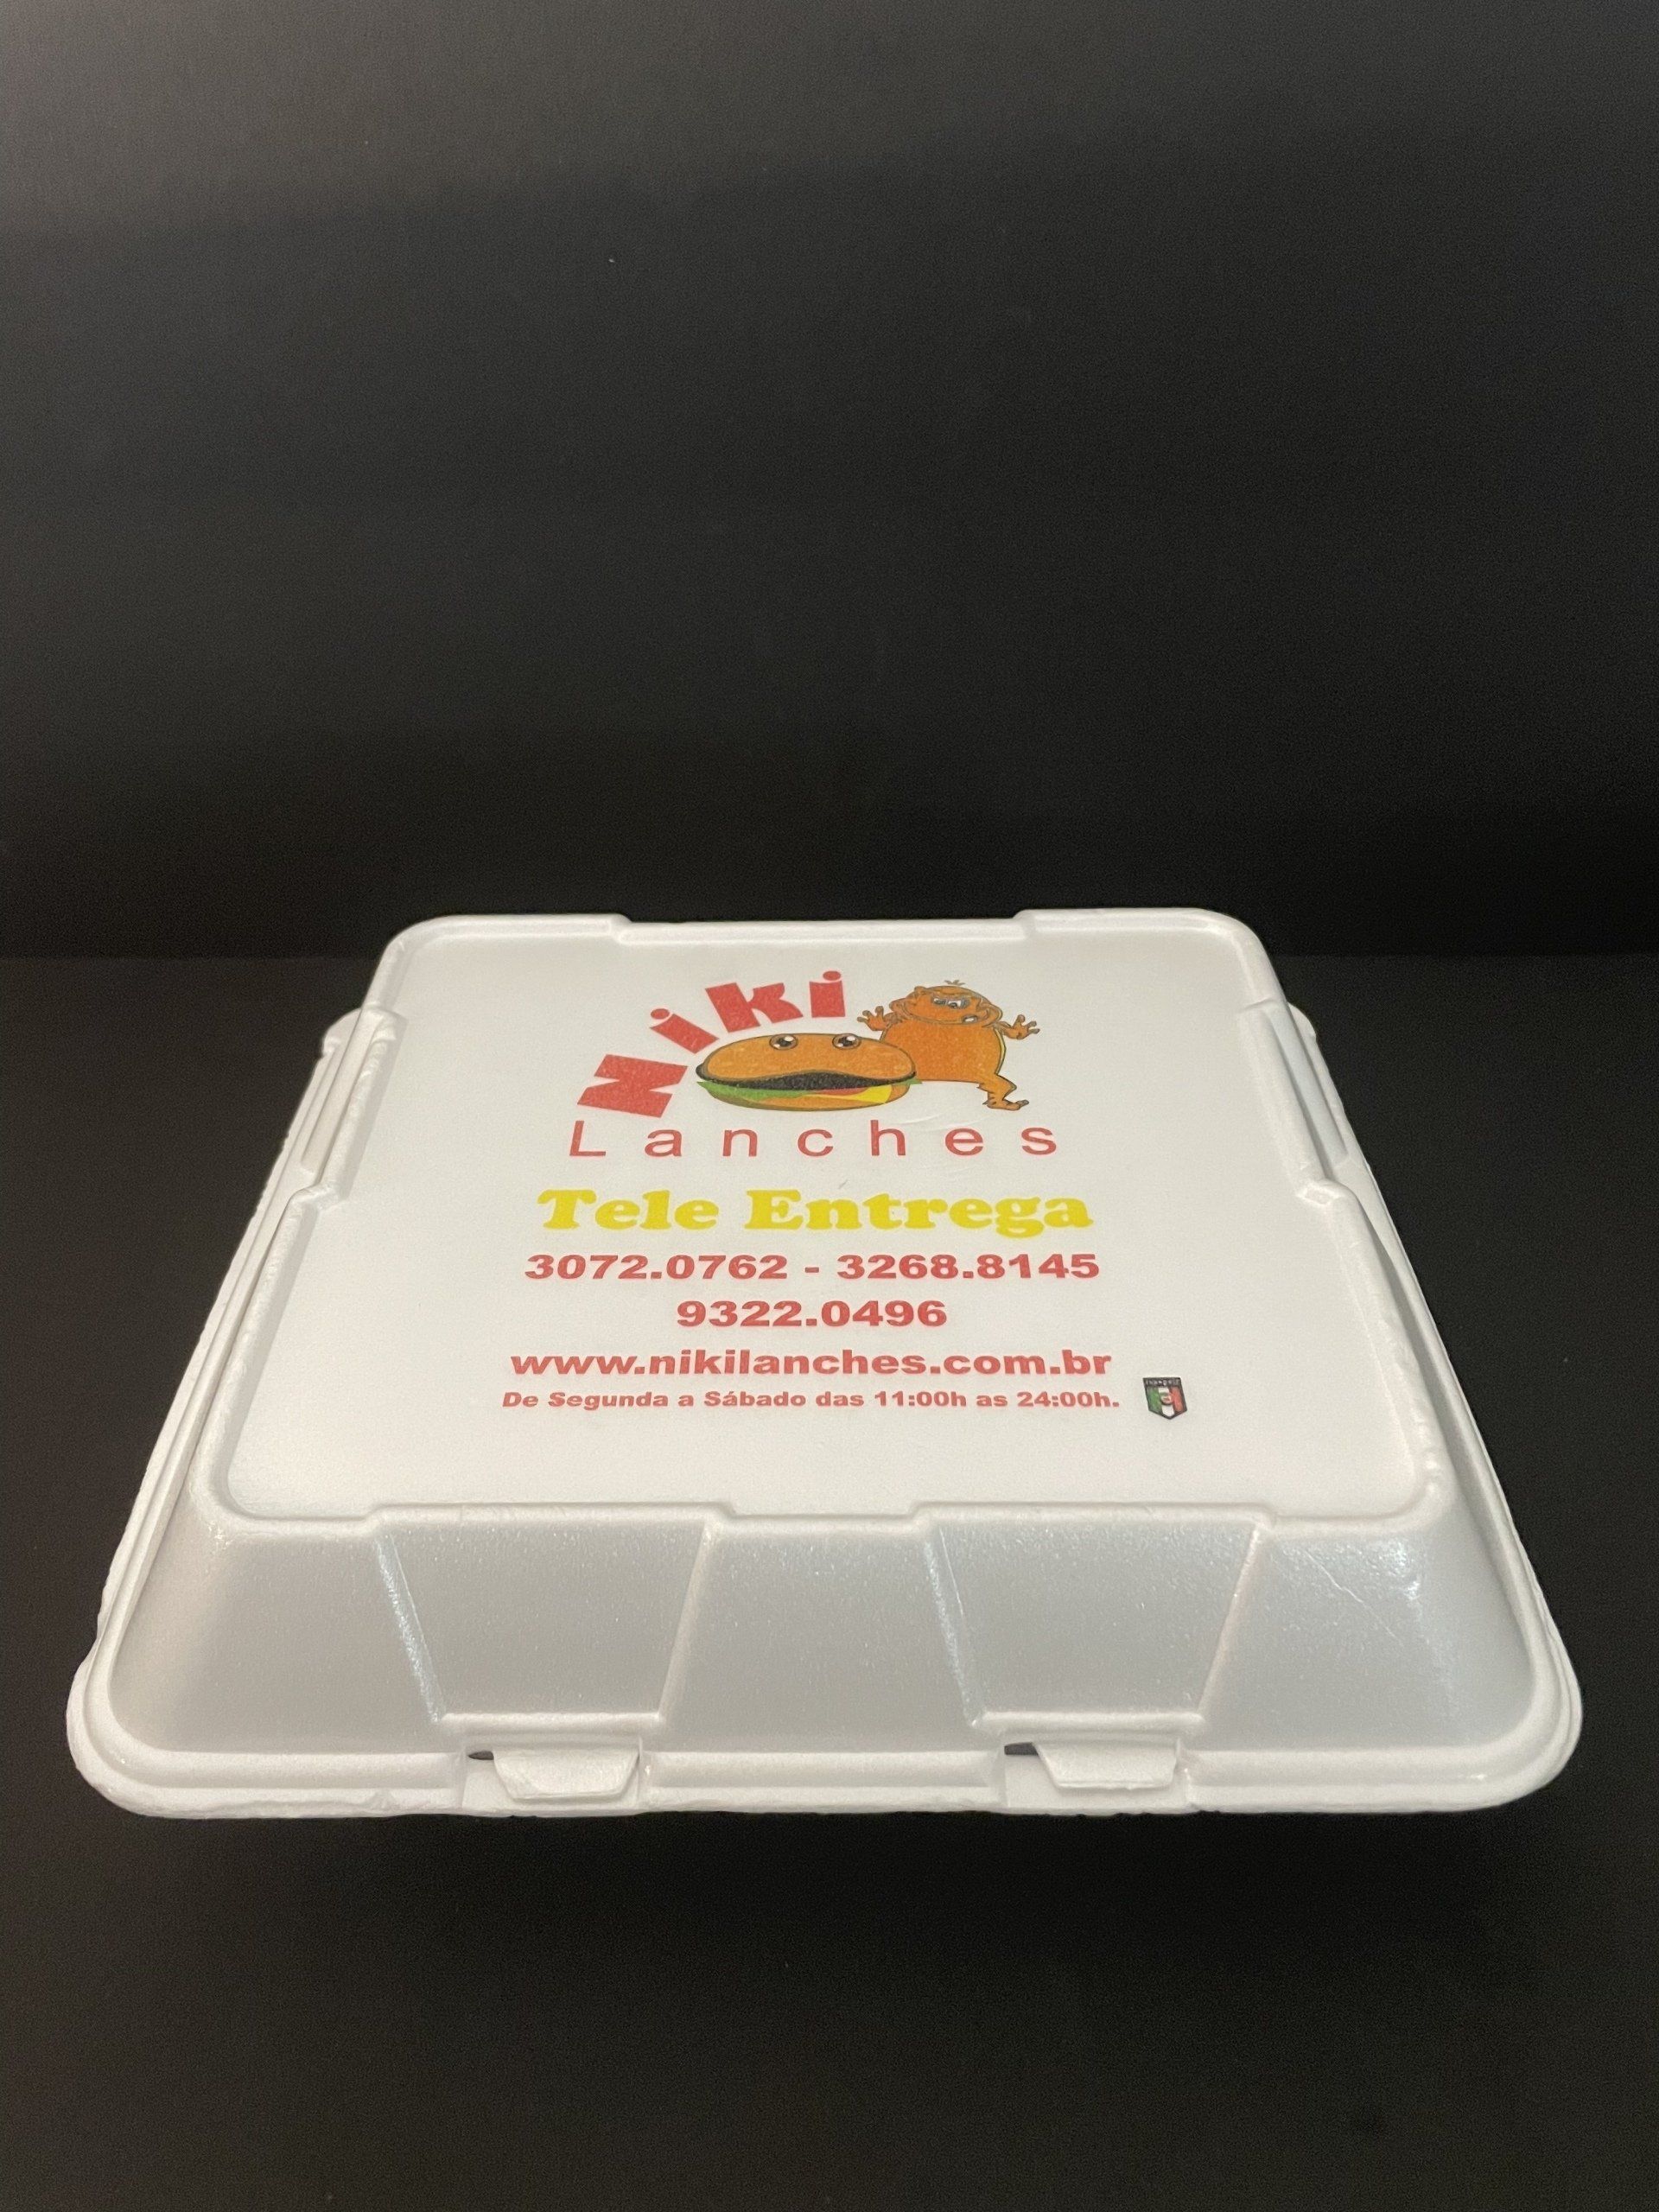 Niki
Lanches
Tele Entrega
3072.0762 - 3268.8145
9322.0496
www.nikilanches.com.br
De Segunda a Sábado das 11:00h as 24:00h.